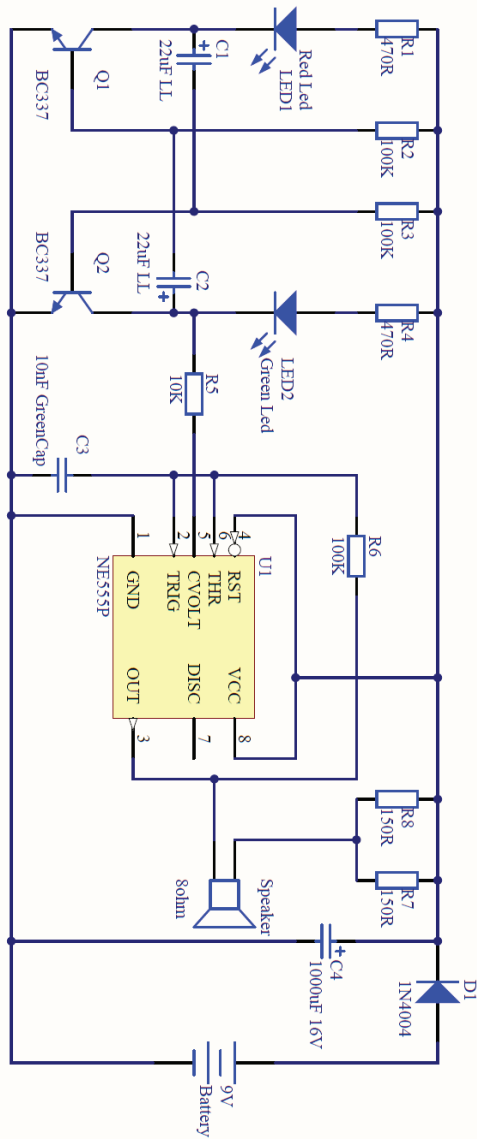 R1
470R
Red Led
LED1
C1
22uF LL
Q1
BC337
R2
100K
R3
100K
C2
22uF LL
Q2
BC337
R4
470R
LED2
Green Led
R5
10K
C3
10nF GreenCap
R6
100K
U1
NE555P
4
6
5
2
1
RST
THR
CVOLT
TRIG
GND
VCC
DISC
OUT
8
7
3
R8
150R
R7
150R
Speaker
8ohm
C4
1000uF 16V
D1
1N4004
9V
Battery